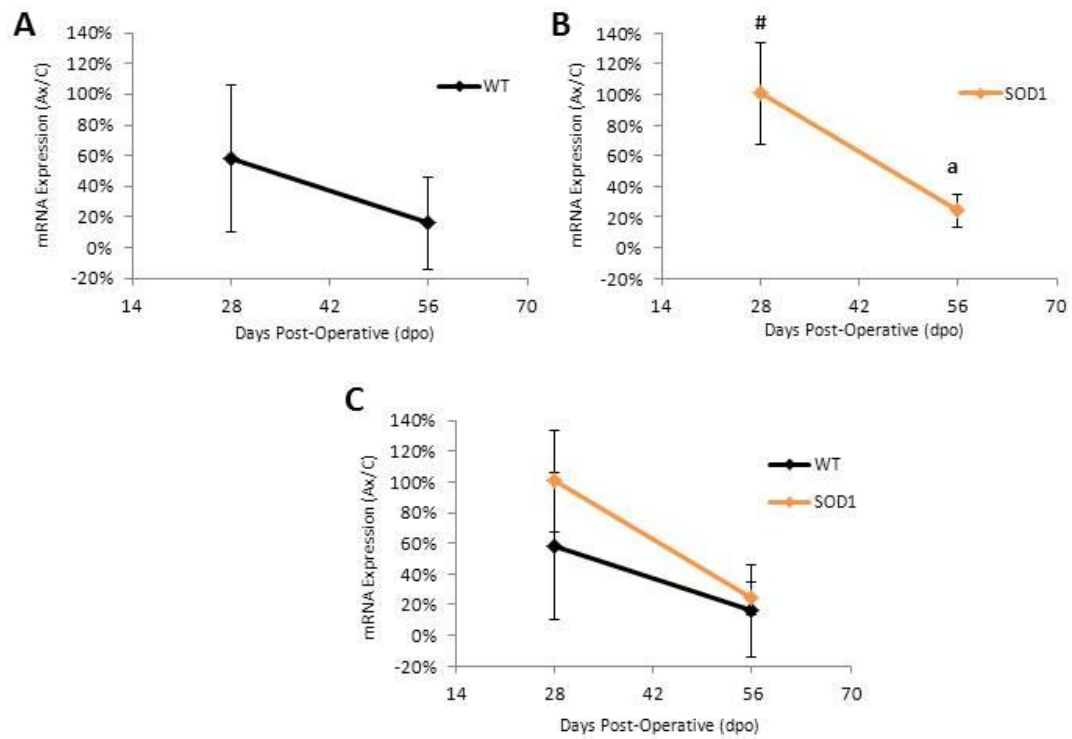 A
140%
120%
100%
80%
60%
40%
20%
0%
-20%
mRNA Expression (Ax/C)
WT
14 28 42 56 70
Days Post-Operative (dpo)
B
140%
120%
100%
80%
60%
40%
20%
0%
-20%
mRNA Expression (Ax/C)
#
a
SOD1
14 28 42 56 70
Days Post-Operative (dpo)
C
140%
120%
100%
80%
60%
40%
20%
0%
-20%
mRNA Expression (Ax/C)
WT
SOD1
14 28 42 56 70
Days Post-Operative (dpo)